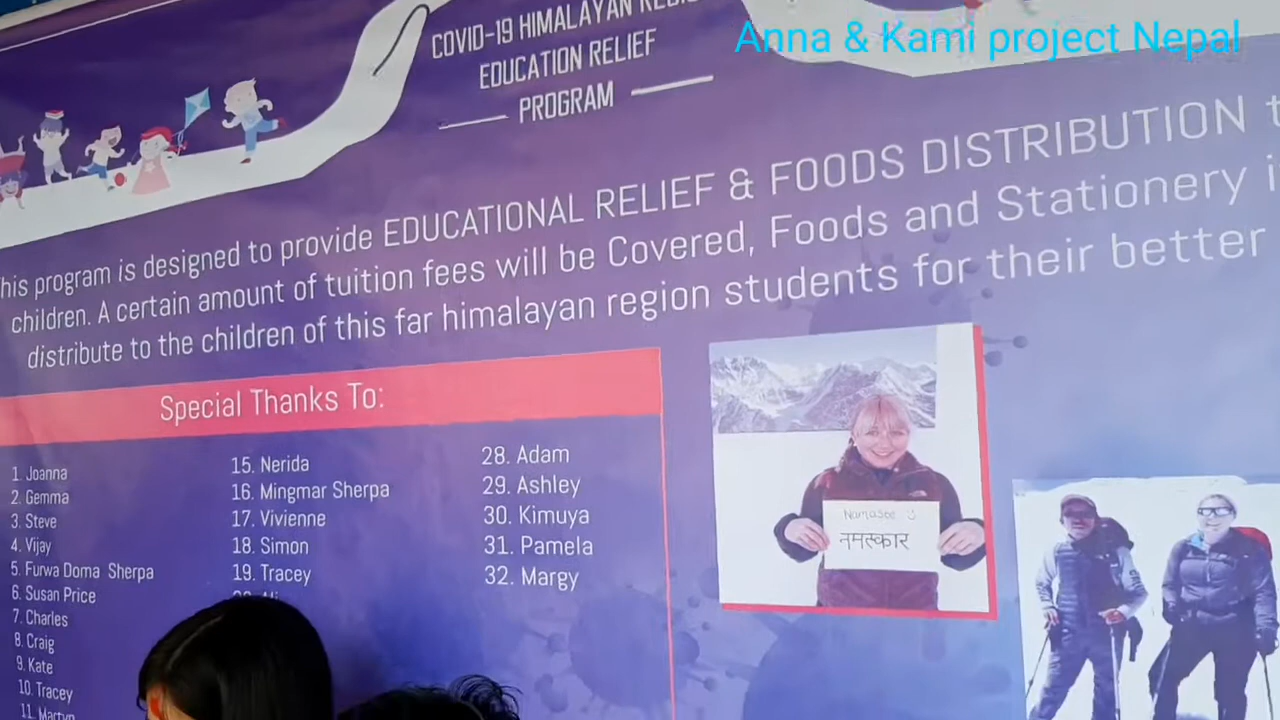 Anna & Kami project Nepal
COVID-19 HIMALAYAN
EDUCATION RELIEF
PROGRAM
This program is designed to provide EDUCATIONAL RELIEF & FOODS DISTRIBUTION
children. A certain amount of tuition fees will be Covered, Foods and Stationery
distribute to the children of this far himalayan region students for their better
Special Thanks To:
1. Joanna
2. Gemma
3. Steve
4. Vijay
5. Furwa Doma Sherpa
6. Susan Price
7. Charles
8. Craig
9. Kate
10. Tracey
11. Martyn
15. Nerida
16. Mingmar Sherpa
17. Vivienne
18. Simon
19. Tracey
28. Adam
29. Ashley
30. Kimuya
31. Pamela
32. Margy
Namaste
नमस्कार